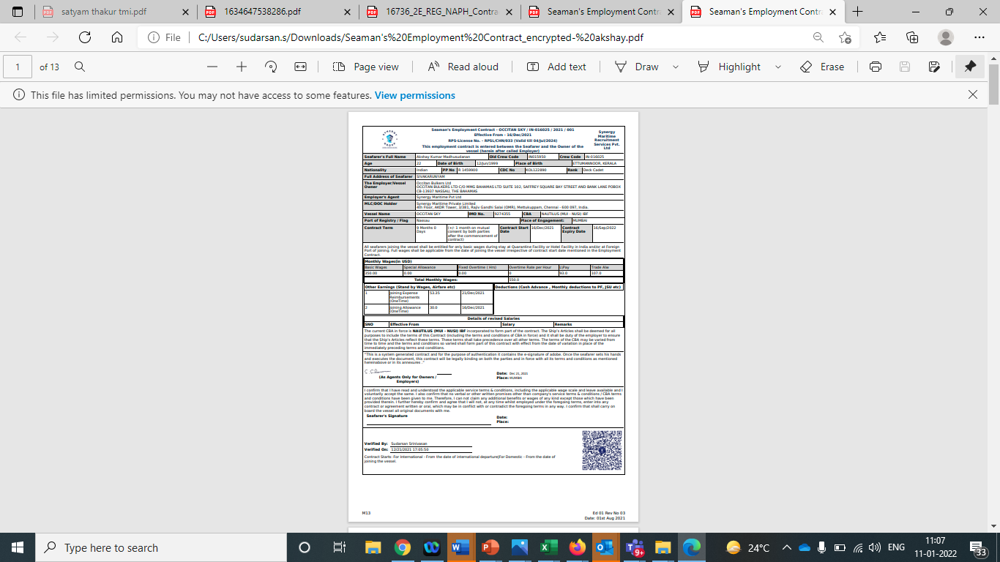 satyam thakur tmi.pdf
1634647538286.pdf
16736_2E_REG_NAPH_Contra
Seaman's Employment Contr
Seaman's Employment Contr
File
C:/Users/sudarsan.s/Downloads/Seaman's%20Employment%20Contract_encrypted-%20akshay.pdf
1 of 13
Page view
Read aloud
Add text
Draw
Highlight
Erase
This file has limited permissions. You may not have access to some features. View permissions
Seaman's Employment Contract - OCCITAN SKY / IN-016025 / 2021 / 001
Effective From - 16/Dec/2021
RPS-License No. - RPSL/CHN/033 (Valid till 04/Jul/2024)
This employment contract is entered between the Seafarer and the Owner of the
vessel (herein after called Employer)
Synergy
Maritime
Recruitment
Services Pvt.
Ltd
Seafarer's Full Name Akshay Kumar Madhusudanan Old Crew Code IN015950 Crew Code IN-016025
Age 22 Date of Birth 12/Jun/1999 Place of Birth ETTUMANNOOR, KERALA
Nationality Indian PP No R 1459900 CDC No KOL122890 Rank Deck Cadet
Full Address of Seafarer SIVAKARUNYAM
The Employer/Vessel
Owner
Occitan Bulkers Ltd
OCCITAN BULKERS LTD C/O MMG BAHAMAS LTD SUITE 102, SAFFREY SQUARE BAY STREET AND BANK LANE POBOX
CB-13937 NASSAU, THE BAHAMAS
Employer's Agent Synergy Maritime Pvt Ltd
MLC/DOC Holder
Synergy Maritime Private Limited
4th Floor, AKDR Tower, 3/381, Rajiv Gandhi Salai (OMR), Mettukuppam, Chennai - 600 097, India.
Vessel Name OCCITAN SKY IMO No. 9274355 CBA NAUTILUS (MUI - NUSI) IBF
Port of Registry / Flag Nassau Place of Engagement: MUMBAI
Contract Term
9 Months 0
Days
(+/- 1 month on mutual
consent by both parties
after the commencement of
contract)
Contract Start
Date
16/Dec/2021
Contract
Expiry Date
16/Sep/2022
All seafarers joining the vessel shall be entitled for only basic wages during stay at Quarantine Facility or Hotel Facility in India and/or at Foreign
Port of joining. Full wages shall be applicable from the date of joining the vessel irrespective of contract start date mentioned in the Employment
Contract.
Monthly Wages(in USD)
Basic Wages Special Allowance Fixed Overtime ( Hrs) Overtime Rate per Hour L\Pay Trade Alw
350.00 0.00 0.00 0 93.0 107.0
Total Monthly Wages: 550.0
Other Earnings (Stand by Wages, Airfare etc) Deductions (Cash Advance , Monthly deductions to PF, JSU etc)
1 Joining Expense
Reimbursements
(OneTime)
53.35 21/Dec/2021
2 Joining Allowance
(OneTime)
20.0 16/Dec/2021
Details of revised Salaries
SNO Effective From Salary Remarks
The current CBA in force is NAUTILUS (MUI - NUSI) IBF incorporated to form part of the contract. The Ship's Articles shall be deemed for all
purposes to include the terms of this Contract (including the terms and conditions of CBA in force) and it shall be duty of the employer to ensure
that the Ship's Articles reflect these terms. These terms shall take precedence over all other terms. The terms of the CBA may be varied from
time to time and the terms and conditions so varied shall form part of this contract with effect from the date of variation in place of the
immediately preceding terms and conditions.
"This is a system generated contract and for the purpose of authentication it contains the e-signature of adobe. Once the seafarer sets his hands
and executes the document, this contract will be legally binding on both the parties and in force with all its terms and conditions as mentioned
hereinabove or in its annexures ."
(As Agents Only for Owners /
Employers)
Date: Dec 21, 2021
Place: MUMBAI
I confirm that I have read and understood the applicable service terms & conditions, including the applicable wage scale and leave available and I
voluntarily accept the same. I also confirm that no verbal or other written promises other than company's service terms & conditions / CBA terms
and conditions have been given to me. Therefore, I can not claim any additional benefits or wages of any kind except those which have been
provided therein. I further hereby confirm and agree that I will not, at any time whilst employed under the foregoing terms, enter into any
contract or agreement written or oral, which may be in conflict with or contradict the foregoing terms in any way. I confirm that shall carry on
board the vessel all original documents with me.
Seafarer's Signature
Date:
Place:
Verified By: Sudarsan Srinivasan
Verified On: 12/21/2021 17:05:50
Contract Starts: For International - From the date of international departure|For Domestic - From the date of
joining the vessel.
M13
Ed 01 Rev No 03
Date: 01st Aug 2021
Type here to search
9+
24°C
ENG
11:07
11-01-2022
33